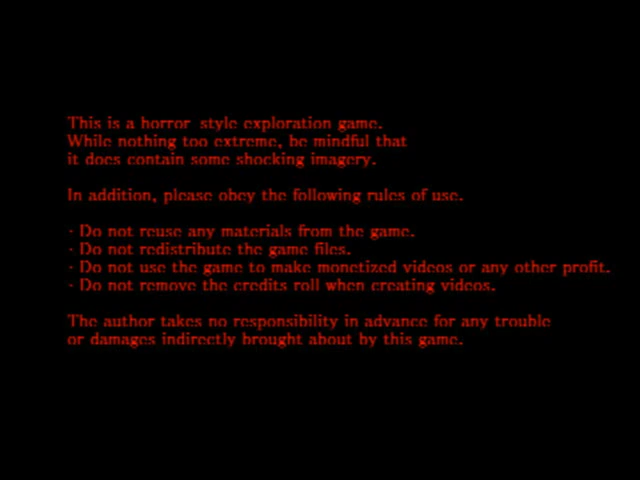 This is a horror style exploration game.
While nothing too extreme, be mindful that
it does contain some shocking imagery.
In addition, please obey the following rules of use.
· Do not reuse any materials from the game.
· Do not redistribute the game files.
· Do not use the game to make monetized videos or any other profit.
· Do not remove the credits roll when creating videos.
The author takes no responsibility in advance for any trouble
or damages indirectly brought about by this game.